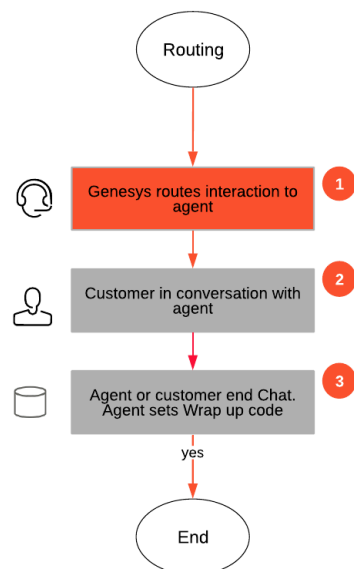 Routing
1
Genesys routes interaction to
agent
2
Customer in conversation with
agent
3
Agent or customer end Chat.
Agent sets Wrap up code
yes
End